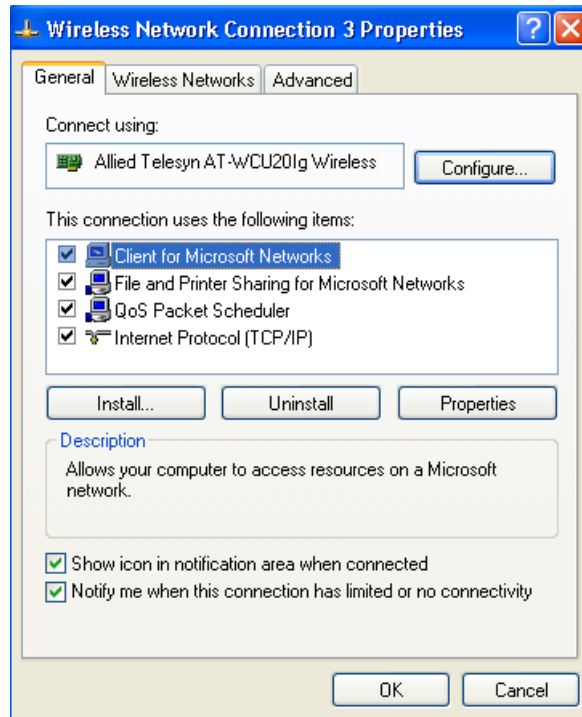 Wireless Network Connection 3 Properties
General Wireless Networks Advanced
Connect using:
Allied Telesyn AT-WCU201g Wireless
Configure...
This connection uses the following items:
Client for Microsoft Networks
File and Printer Sharing for Microsoft Networks
QoS Packet Scheduler
Internet Protocol (TCP/IP)
Install... Uninstall Properties
Description
Allows your computer to access resources on a Microsoft
network.
Show icon in notification area when connected
Notify me when this connection has limited or no connectivity
OK Cancel